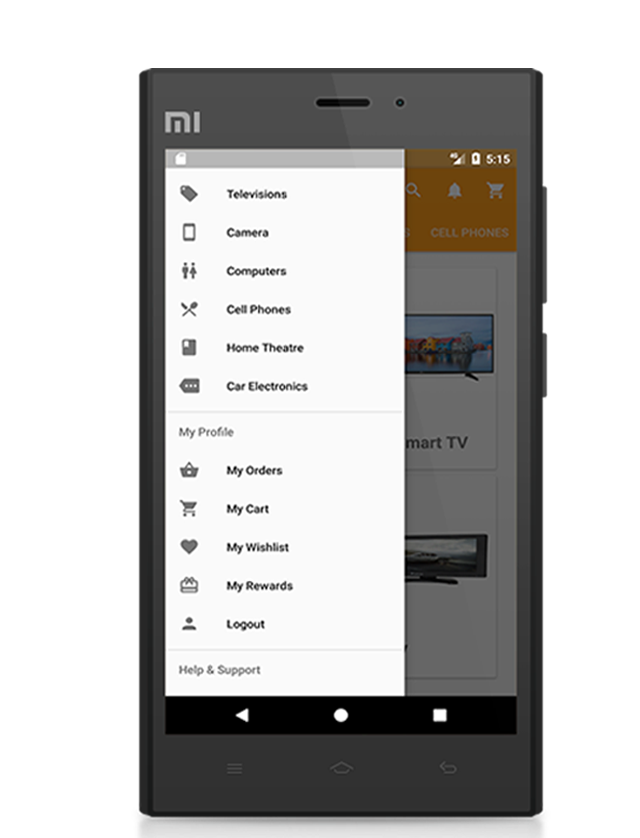 mi
4G 5:15
Televisions
Camera
CELL PHONES
Computers
Cell Phones
Home Theatre
Car Electronics
My Profile
mart TV
My Orders
My Cart
My Wishlist
My Rewards
Logout
Help & Support